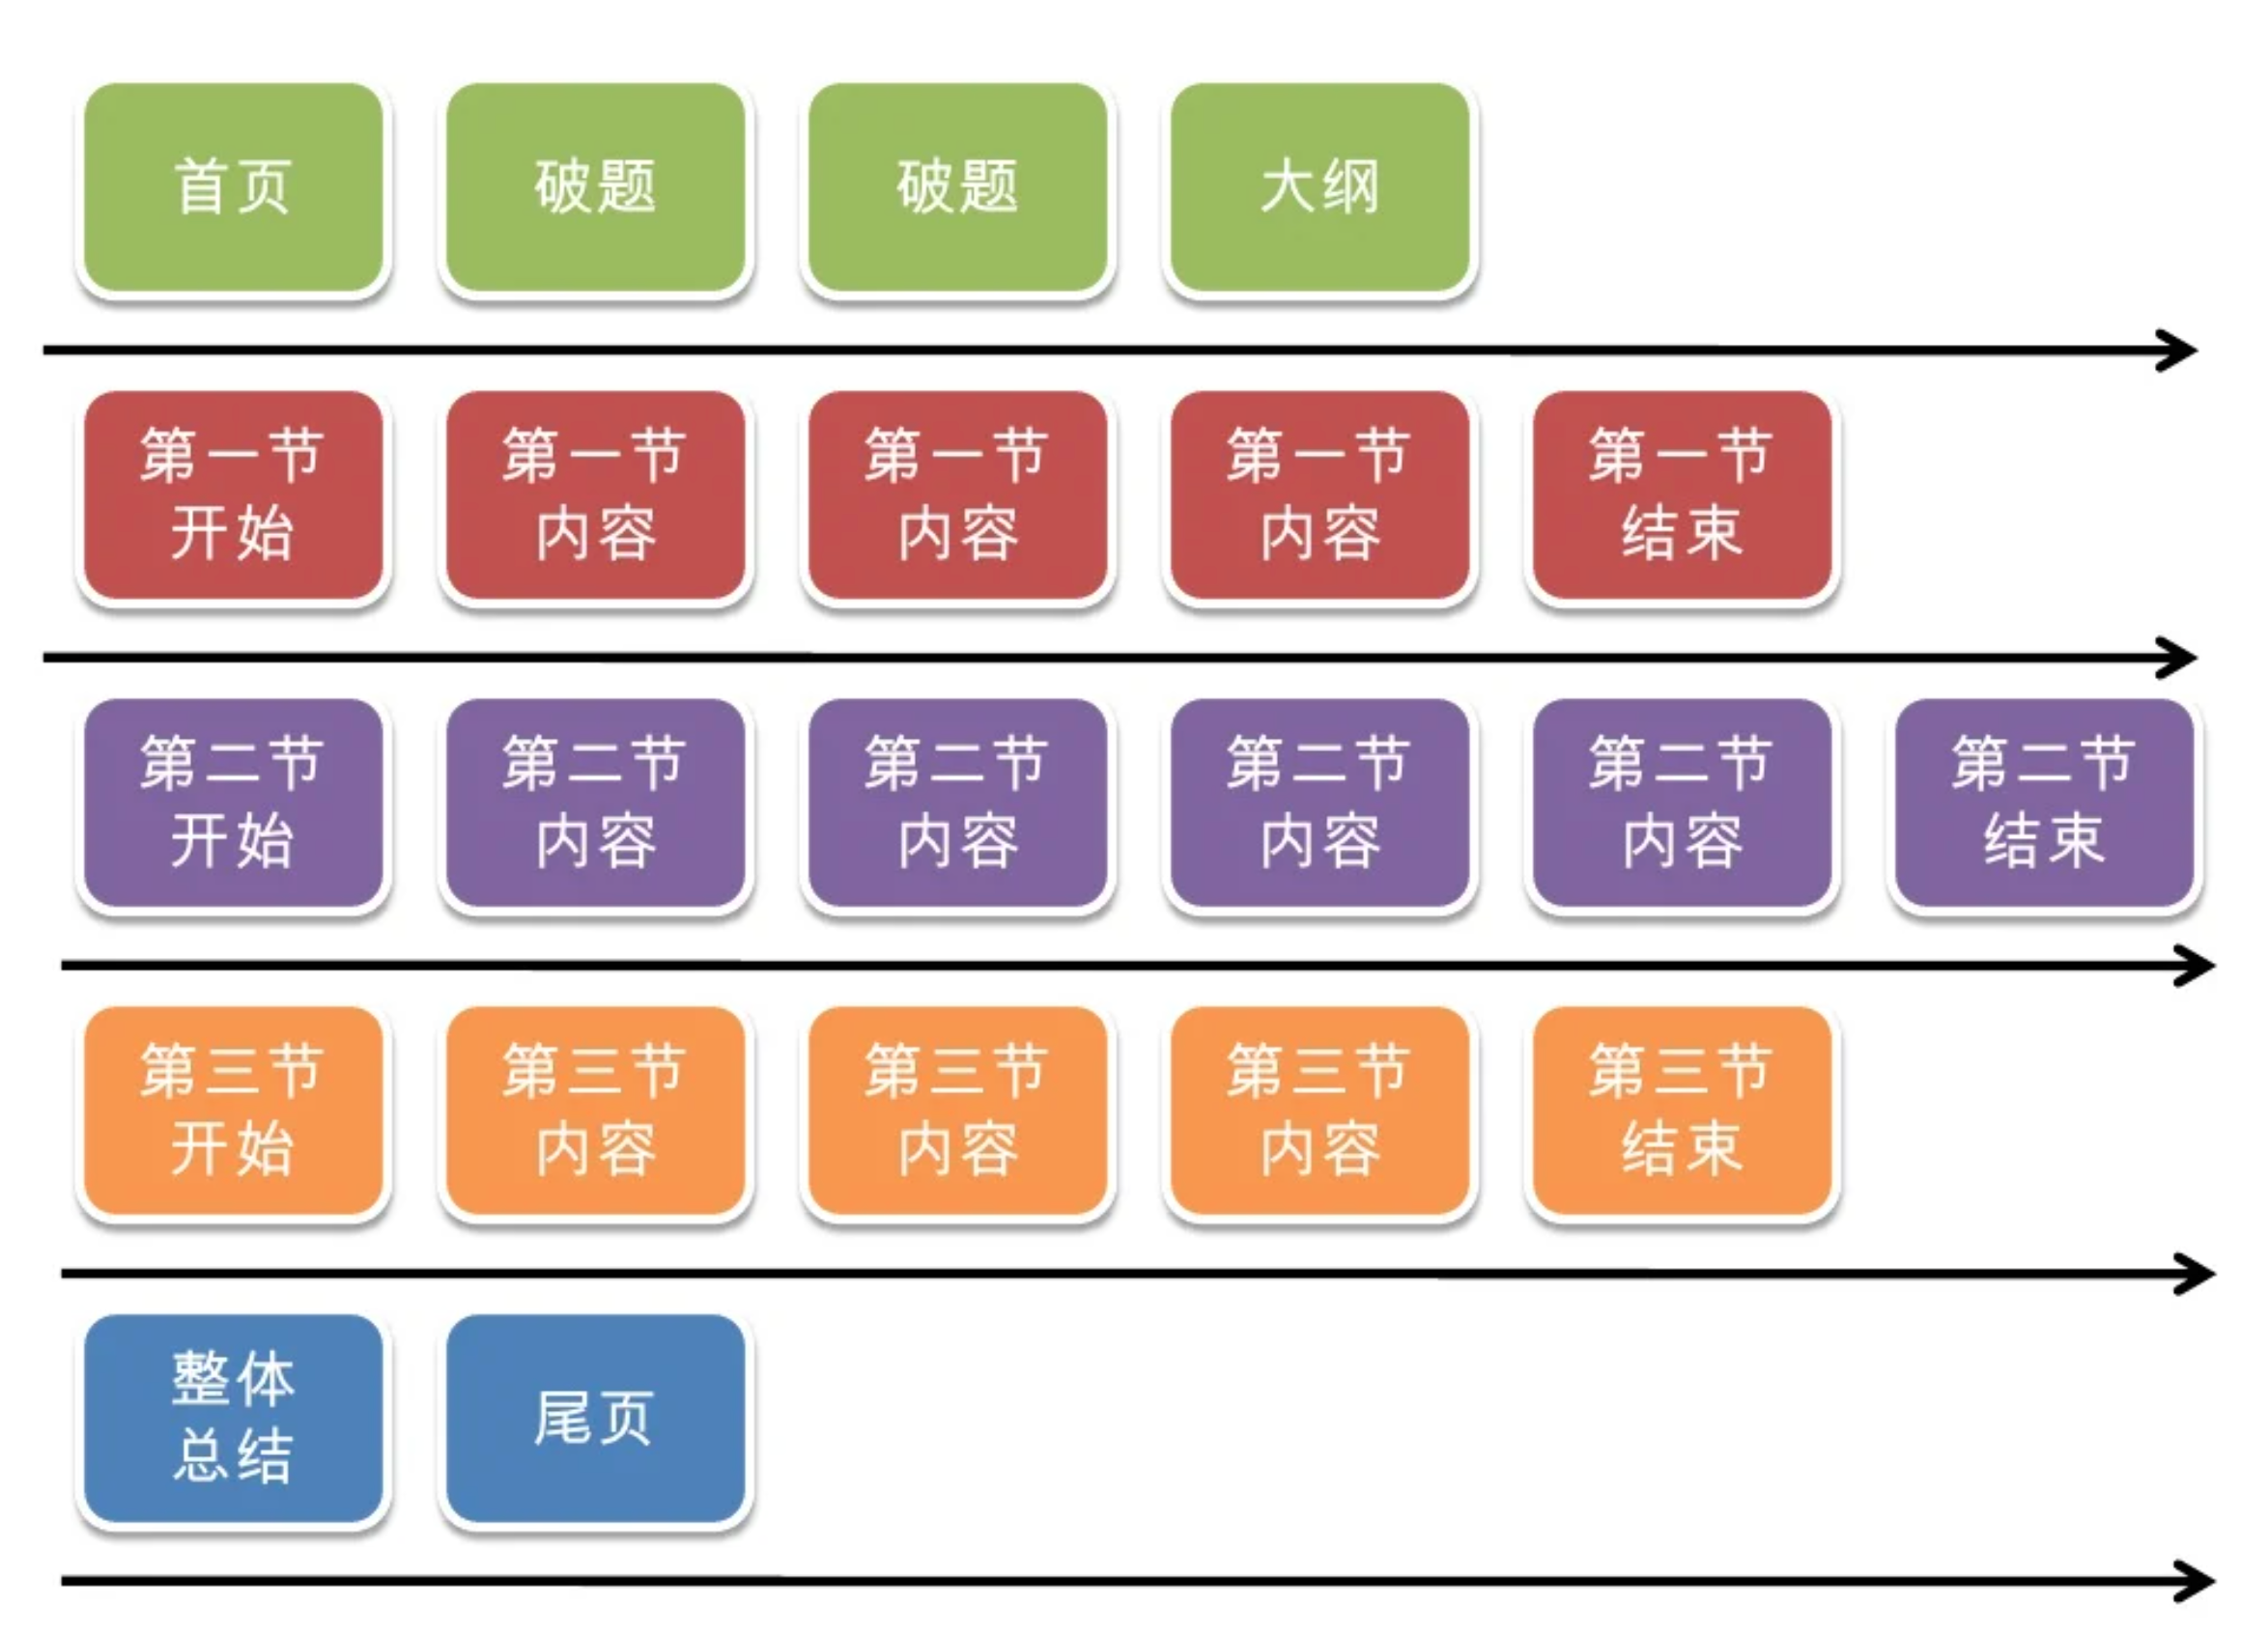 首页
破题
破题
大纲
第一节
开始
第一节
内容
第一节
内容
第一节
内容
第一节
结束
第二节
开始
第二节
内容
第二节
内容
第二节
内容
第二节
内容
第二节
结束
第三节
开始
第三节
内容
第三节
内容
第三节
内容
第三节
结束
整体
总结
尾页